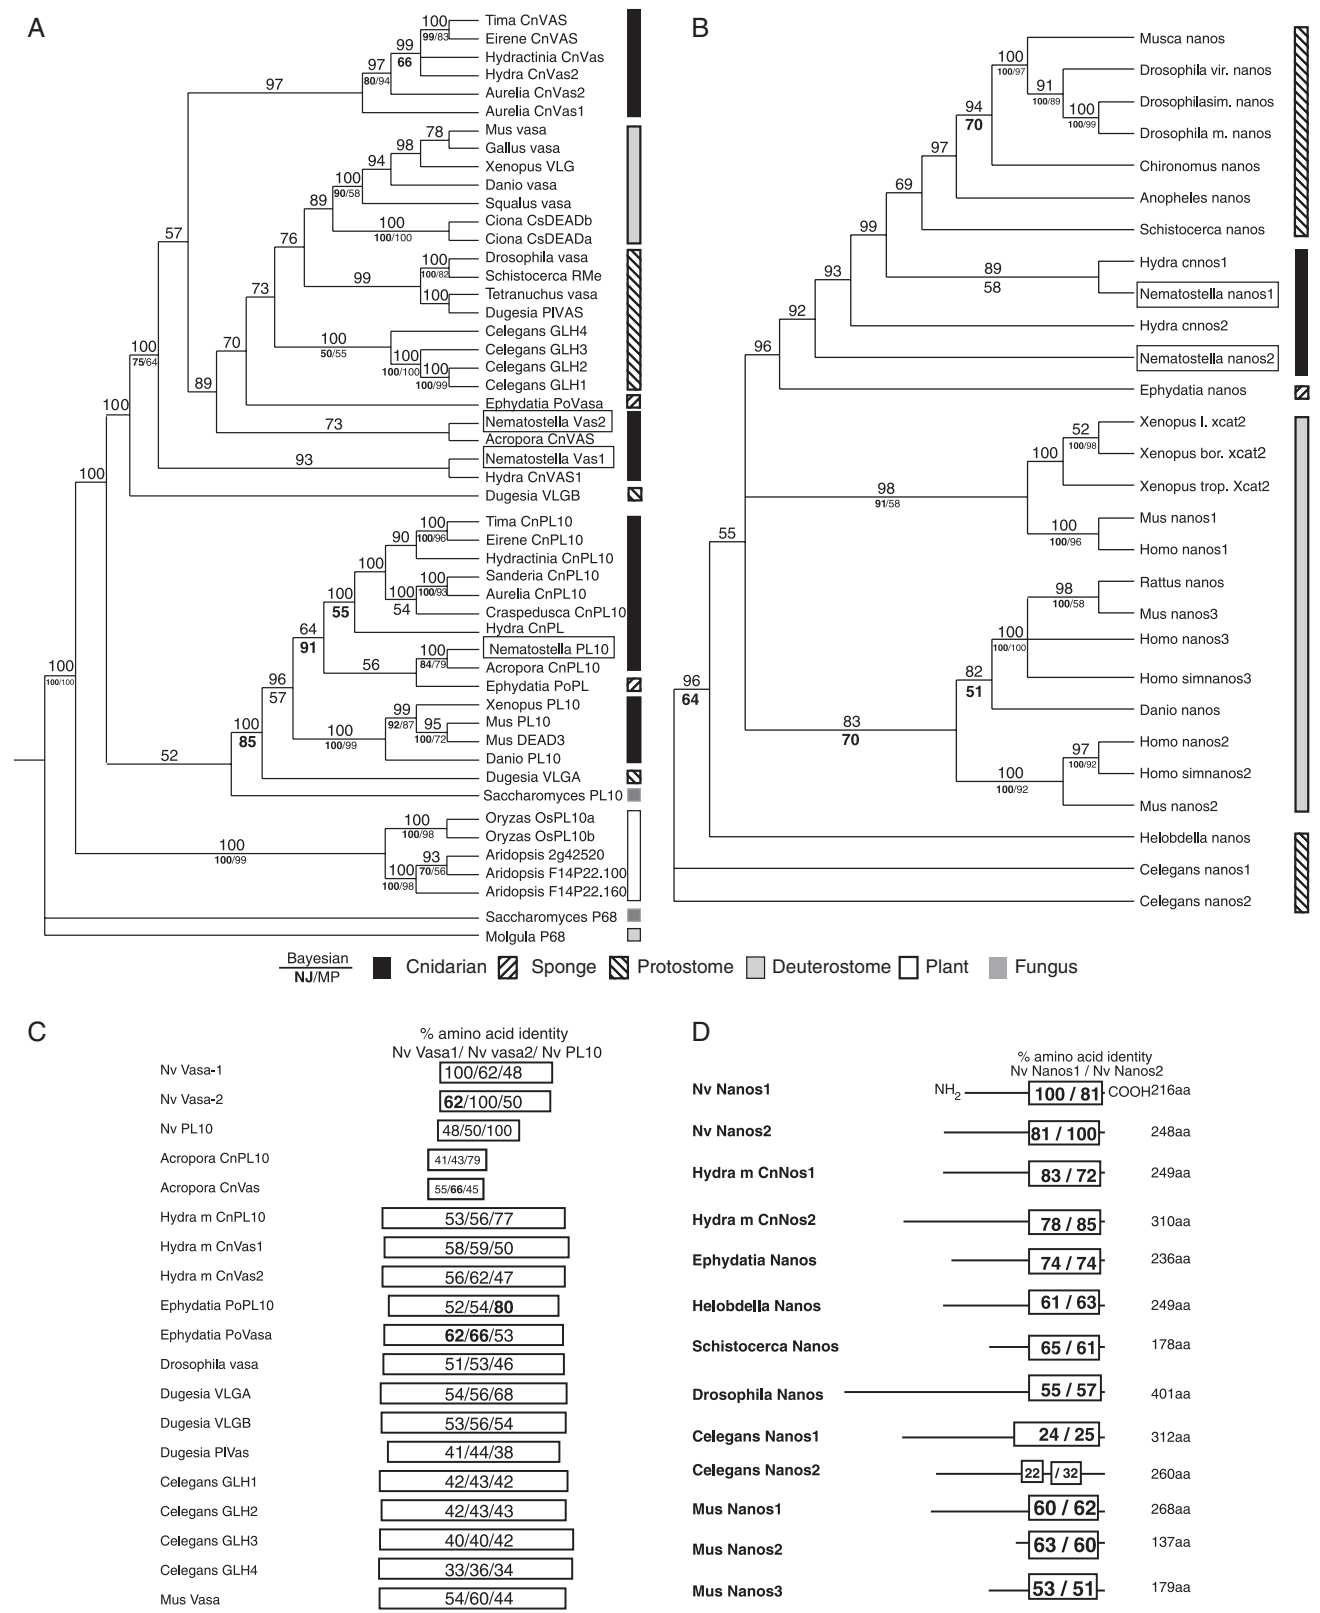 A
100
99/83
99
66
97
80/94
97
Tima CnVAS
Eirene CnVAS
Hydractinia CnVas
Hydra CnVas2
Aurelia CnVas2
Aurelia CnVas1
78
98
94
100
90/58
89
100
100/100
Mus vasa
Gallus vasa
Xenopus VLG
Danio vasa
Squalus vasa
Ciona CsDEADb
Ciona CsDEADa
57
76
99
100
100/82
100
Drosophila vasa
Schistocerca RMe
Tetranuchus vasa
Dugesia PlVAS
73
100
50/55
100
100/100
100
100/99
Celegans GLH4
Celegans GLH3
Celegans GLH2
Celegans GLH1
70
100
75/64
89
Ephydatia PoVasa
73
Nematostella Vas2
Acropora CnVAS
100
93
Nematostella Vas1
Hydra CnVAS1
100
Dugesia VLGB
100
100/96
90
100
100
100/93
100
54
100
55
64
91
Tima CnPL10
Eirene CnPL10
Hydractinia CnPL10
Sanderia CnPL10
Aurelia CnPL10
Craspedusca CnPL10
Hydra CnPL
56
100
84/79
Nematostella PL10
Acropora CnPL10
Ephydatia PoPL
100
100/100
96
57
99
92/87
95
100/72
100
100/99
Xenopus PL10
Mus PL10
Mus DEAD3
Danio PL10
100
85
52
Dugesia VLGA
Saccharomyces PL10
100
100/99
100
100/98
93
70/56
100
100/98
Oryzas OsPL10a
Oryzas OsPL10b
Aridopsis 2g42520
Aridopsis F14P22.100
Aridopsis F14P22.160
Saccharomyces P68
Molgula P68
B
100
100/97
91
100/89
100
100/99
94
70
97
69
99
Musca nanos
Drosophila vir. nanos
Drosophilasim. nanos
Drosophila m. nanos
Chironomus nanos
Anopheles nanos
Schistocerca nanos
89
58
93
92
96
Hydra cnnos1
Nematostella nanos1
Hydra cnnos2
Nematostella nanos2
Ephydatia nanos
52
100/98
100
98
91/58
100
100/96
55
Xenopus l. xcat2
Xenopus bor. xcat2
Xenopus trop. Xcat2
Mus nanos1
Homo nanos1
98
100/58
100
100/100
82
51
83
70
96
64
97
100/92
100
100/92
Rattus nanos
Mus nanos3
Homo nanos3
Homo simnanos3
Danio nanos
Homo nanos2
Homo simnanos2
Mus nanos2
Helobdella nanos
Celegans nanos1
Celegans nanos2
Bayesian
NJ/MP
Cnidarian
Sponge
Protostome
Deuterostome
Plant
Fungus
C
% amino acid identity
Nv Vasa1/ Nv vasa2/ Nv PL10
Nv Vasa-1 100/62/48
Nv Vasa-2 62/100/50
Nv PL10 48/50/100
Acropora CnPL10 41/43/79
Acropora CnVas 55/66/45
Hydra m CnPL10 53/56/77
Hydra m CnVas1 58/59/50
Hydra m CnVas2 56/62/47
Ephydatia PoPL10 52/54/80
Ephydatia PoVasa 62/66/53
Drosophila vasa 51/53/46
Dugesia VLGA 54/56/68
Dugesia VLGB 53/56/54
Dugesia PlVas 41/44/38
Celegans GLH1 42/43/42
Celegans GLH2 42/43/43
Celegans GLH3 40/40/42
Celegans GLH4 33/36/34
Mus Vasa 54/60/44
D
% amino acid identity
Nv Nanos1 / Nv Nanos2
Nv Nanos1 NH2 100 / 81 COOH 216aa
Nv Nanos2 81 / 100 248aa
Hydra m CnNos1 83 / 72 249aa
Hydra m CnNos2 78 / 85 310aa
Ephydatia Nanos 74 / 74 236aa
Helobdella Nanos 61 / 63 249aa
Schistocerca Nanos 65 / 61 178aa
Drosophila Nanos 55 / 57 401aa
Celegans Nanos1 24 / 25 312aa
Celegans Nanos2 22 / 32 260aa
Mus Nanos1 60 / 62 268aa
Mus Nanos2 63 / 60 137aa
Mus Nanos3 53 / 51 179aa